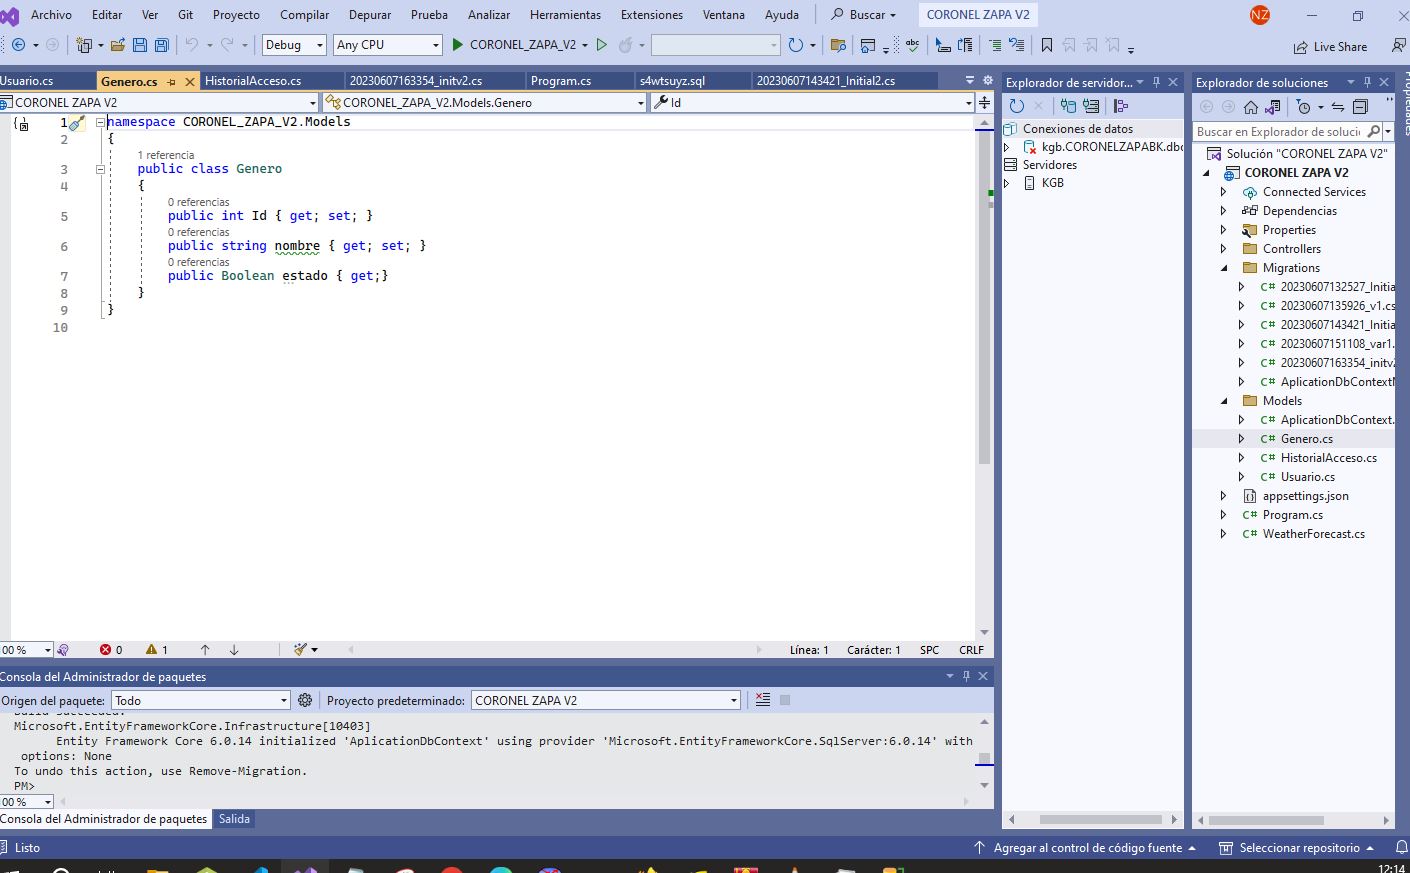 Archivo Editar Ver Git Proyecto Compilar Depurar Prueba Analizar Herramientas Extensiones Ventana Ayuda Buscar CORONEL ZAPA V2 NZ
Debug Any CPU CORONEL_ZAPA_V2 Live Share
Usuario.cs Genero.cs HistorialAcceso.cs 20230607163354_initv2.cs Program.cs s4wtsuyz.sql 20230607143421_Initial2.cs
CORONEL ZAPA V2 CORONEL_ZAPA_V2.Models.Genero Id
1 namespace CORONEL_ZAPA_V2.Models
2 {
1 referencia
3 public class Genero
4 {
0 referencias
5 public int Id { get; set; }
0 referencias
6 public string nombre { get; set; }
0 referencias
7 public Boolean estado { get;}
8 }
9 }
10
00 % 0 1 Línea: 1 Carácter: 1 SPC CRLF
Consola del Administrador de paquetes
Origen del paquete: Todo Proyecto predeterminado: CORONEL ZAPA V2
Build succeeded.
Microsoft.EntityFrameworkCore.Infrastructure[10403]
Entity Framework Core 6.0.14 initialized 'AplicationDbContext' using provider 'Microsoft.EntityFrameworkCore.SqlServer:6.0.14' with
options: None
To undo this action, use Remove-Migration.
PM>
00 %
Consola del Administrador de paquetes Salida
Explorador de servidor...
Conexiones de datos
kgb.CORONELZAPABK.dbo
Servidores
KGB
Explorador de soluciones
Buscar en Explorador de soluci
Solución "CORONEL ZAPA V2"
CORONEL ZAPA V2
Connected Services
Dependencias
Properties
Controllers
Migrations
C# 20230607132527_Initia
C# 20230607135926_v1.cs
C# 20230607143421_Initia
C# 20230607151108_var1.
C# 20230607163354_initv2
C# AplicationDbContextM
Models
C# AplicationDbContext.
C# Genero.cs
C# HistorialAcceso.cs
C# Usuario.cs
appsettings.json
C# Program.cs
C# WeatherForecast.cs
Propiedades
Listo Agregar al control de código fuente Seleccionar repositorio
12:14